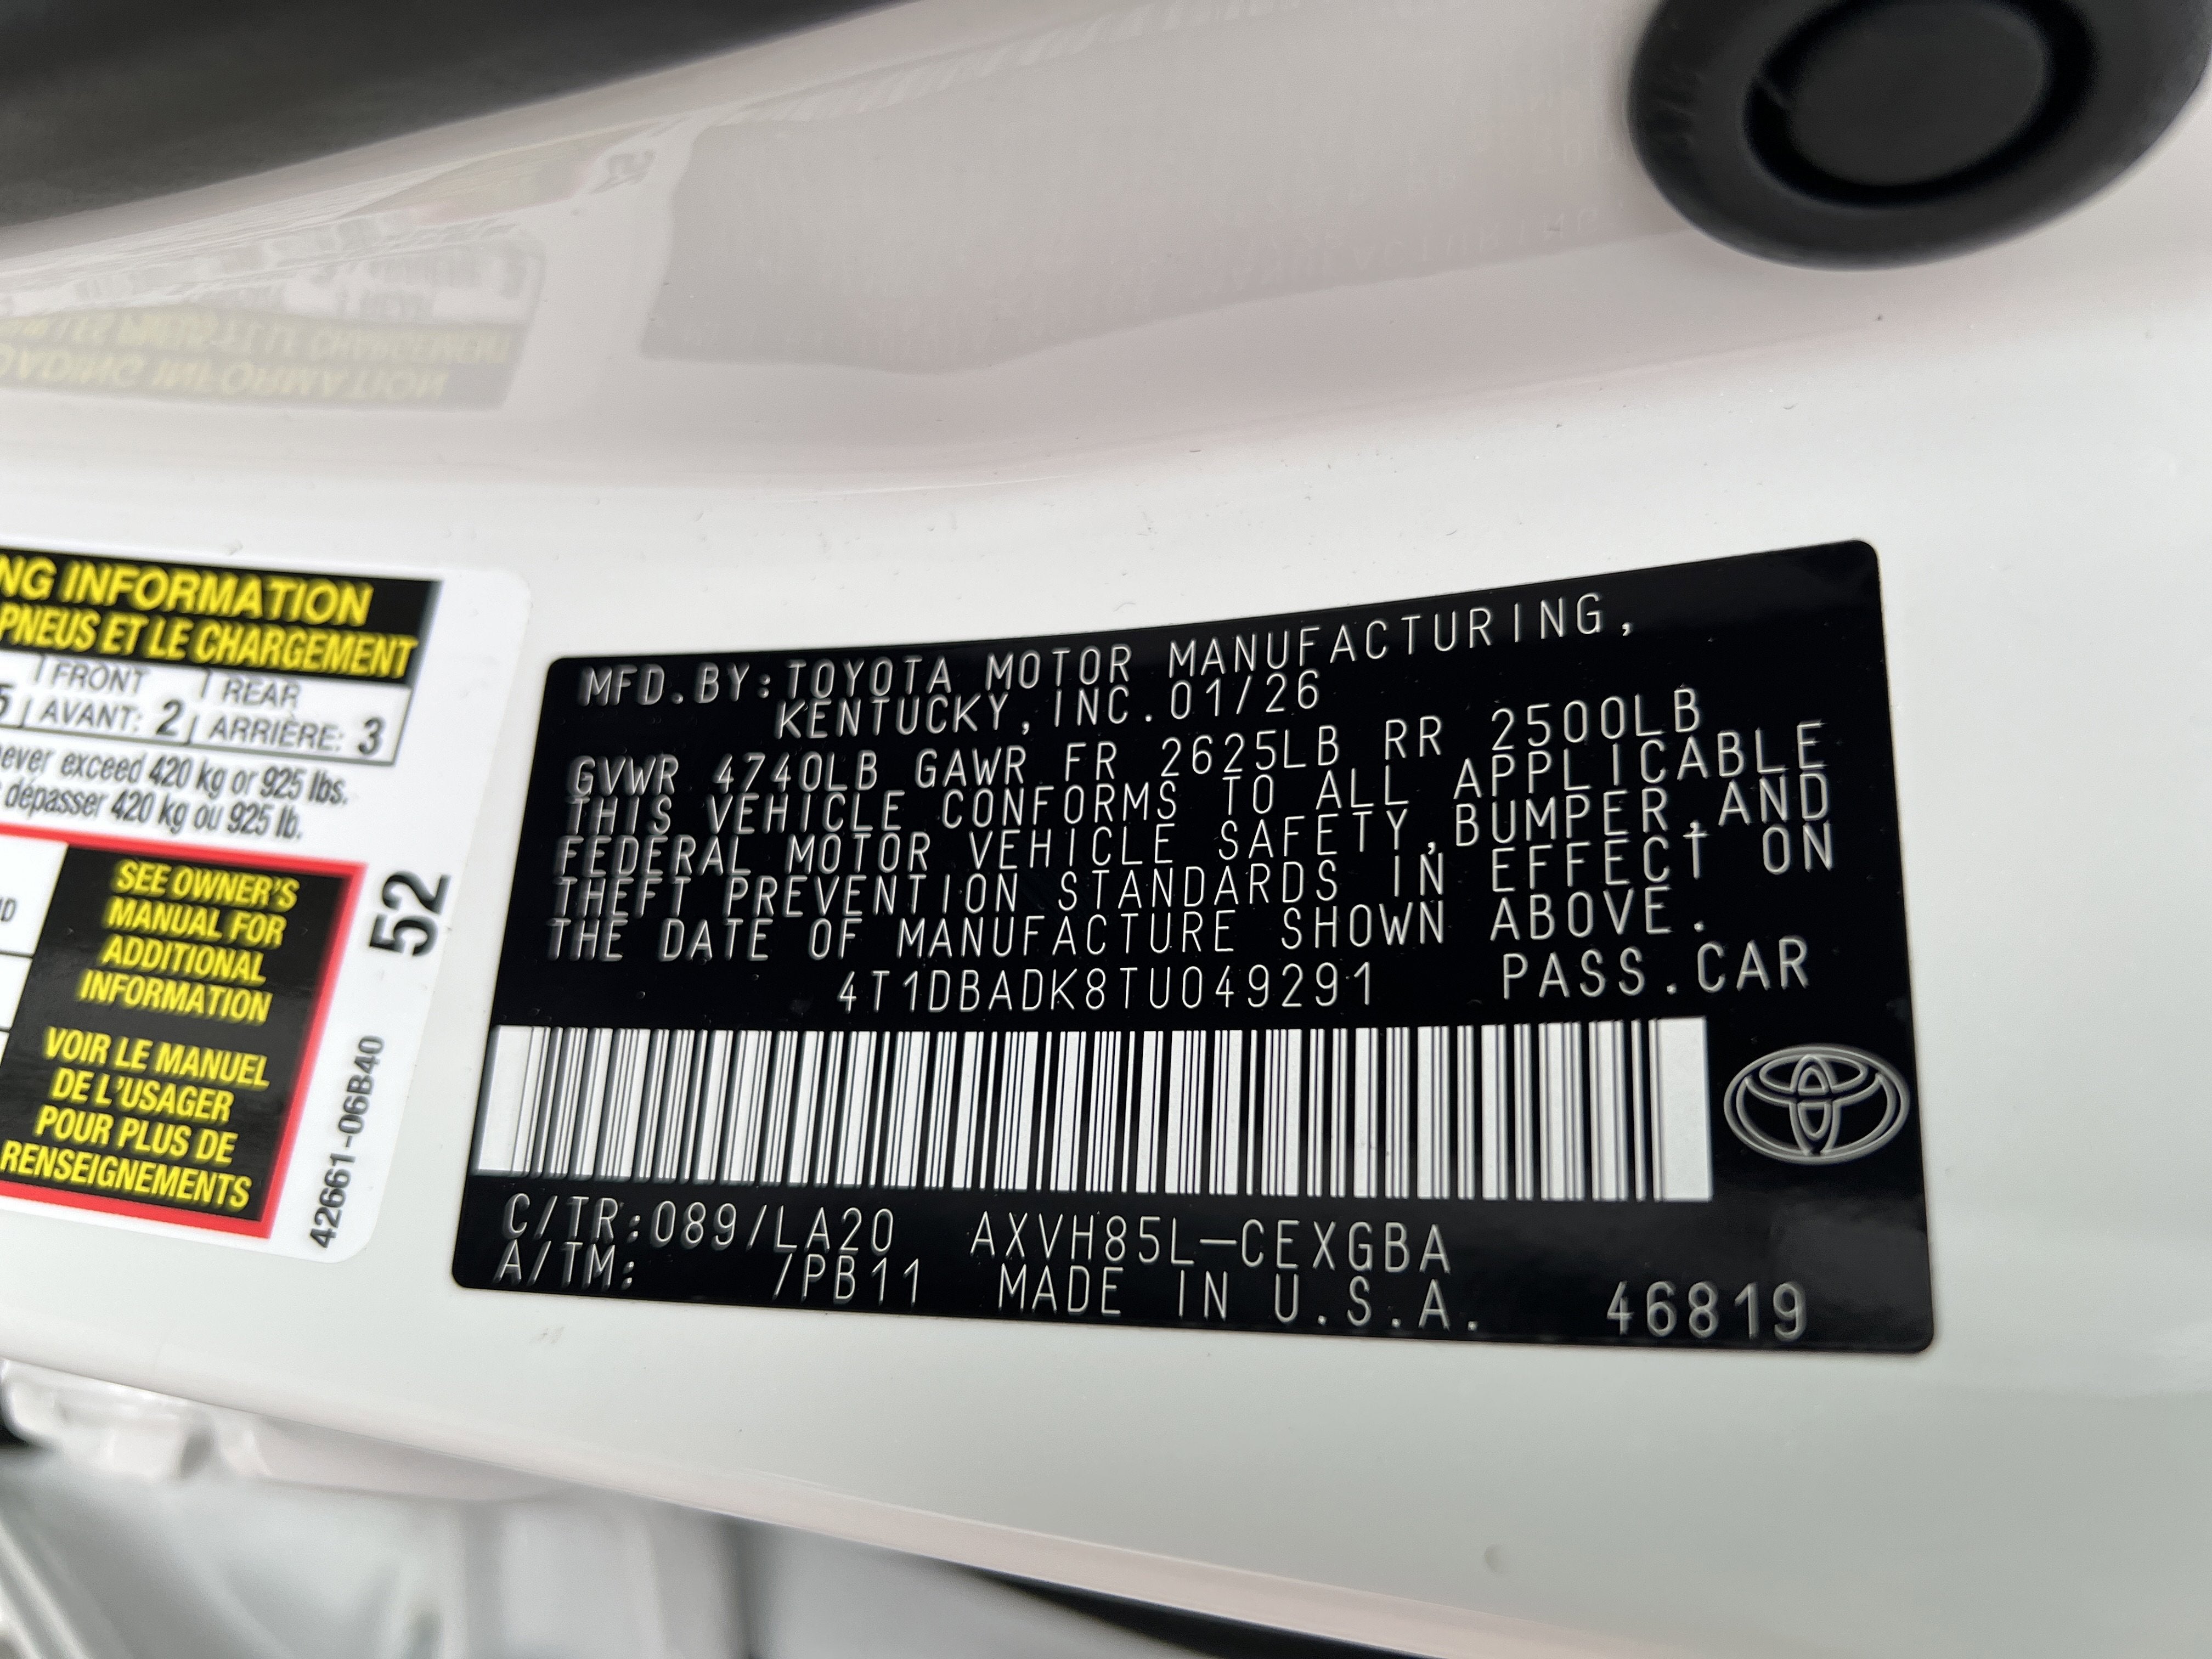 NG INFORMATION
PNEUS ET LE CHARGEMENT
FRONT REAR
5 AVANT: 2 ARRIÈRE: 3
never exceed 420 kg or 925 lbs.
dépasser 420 kg ou 925 lb.
SEE OWNER'S
MANUAL FOR
ADDITIONAL
INFORMATION
VOIR LE MANUEL
DE L'USAGER
POUR PLUS DE
RENSEIGNEMENTS
52
42661-06B40
MFD.BY:TOYOTA MOTOR MANUFACTURING,
KENTUCKY,INC.01/26
GVWR 4740LB GAWR FR 2625LB RR 2500LB
THIS VEHICLE CONFORMS TO ALL APPLICABLE
FEDERAL MOTOR VEHICLE SAFETY,BUMPER,AND
THEFT PREVENTION STANDARDS IN EFFECT ON
THE DATE OF MANUFACTURE SHOWN ABOVE.
4T1DBADK8TU049291 PASS.CAR
C/TR:089/LA20 AXVH85L-CEXGBA
A/TM: /PB11 MADE IN U.S.A. 46819